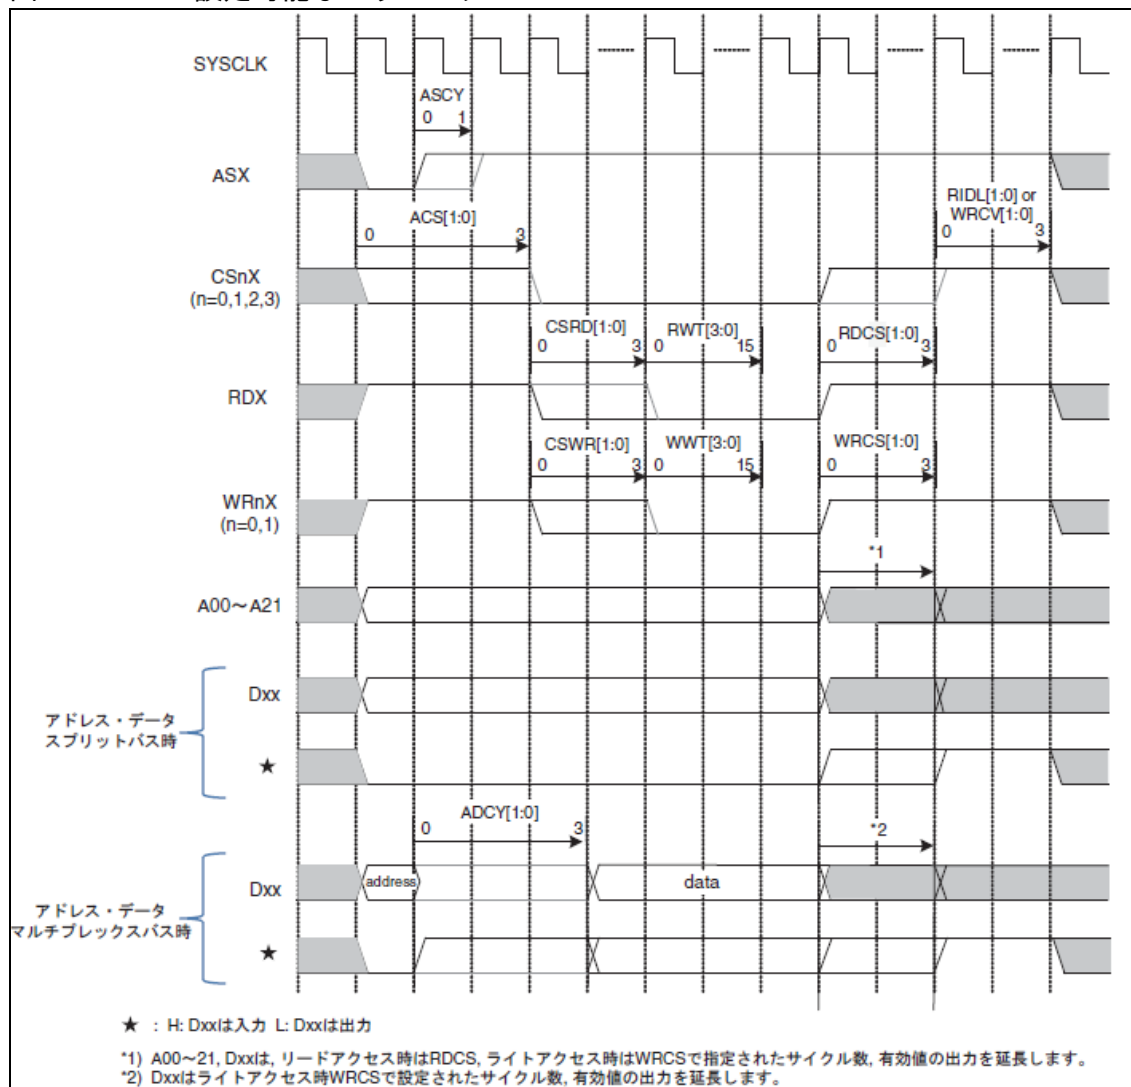 SYSCLK
ASCY
0 1
ASX
ACS[1:0]
0 3
RIDL[1:0] or
WRCV[1:0]
0 3
CSnX
(n=0,1,2,3)
CSRD[1:0]
0 3
RWT[3:0]
0 15
RDCS[1:0]
0 3
RDX
CSWR[1:0]
0 3
WWT[3:0]
0 15
WRCS[1:0]
0 3
WRnX
(n=0,1)
*1
A00～A21
アドレス・データ
スプリットバス時
Dxx
★
ADCY[1:0]
0 3
*2
アドレス・データ
マルチプレックスバス時
Dxx
address
data
★
★ : H: Dxxは入力 L: Dxxは出力
*1) A00～21, Dxxは, リードアクセス時はRDCS, ライトアクセス時はWRCSで指定されたサイクル数, 有効値の出力を延長します。
*2) Dxxはライトアクセス時WRCSで設定されたサイクル数, 有効値の出力を延長します。